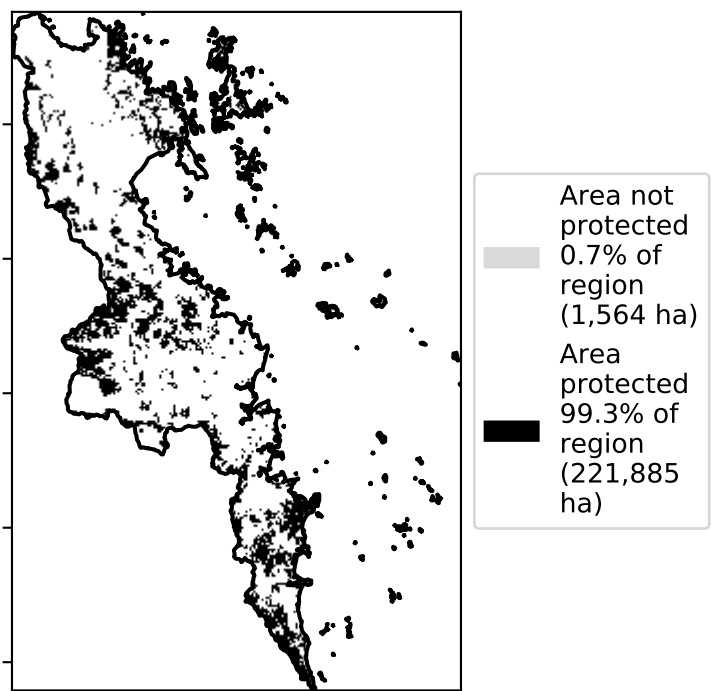 Area not
protected
0.7% of
region
(1,564 ha)
Area
protected
99.3% of
region
(221,885
ha)